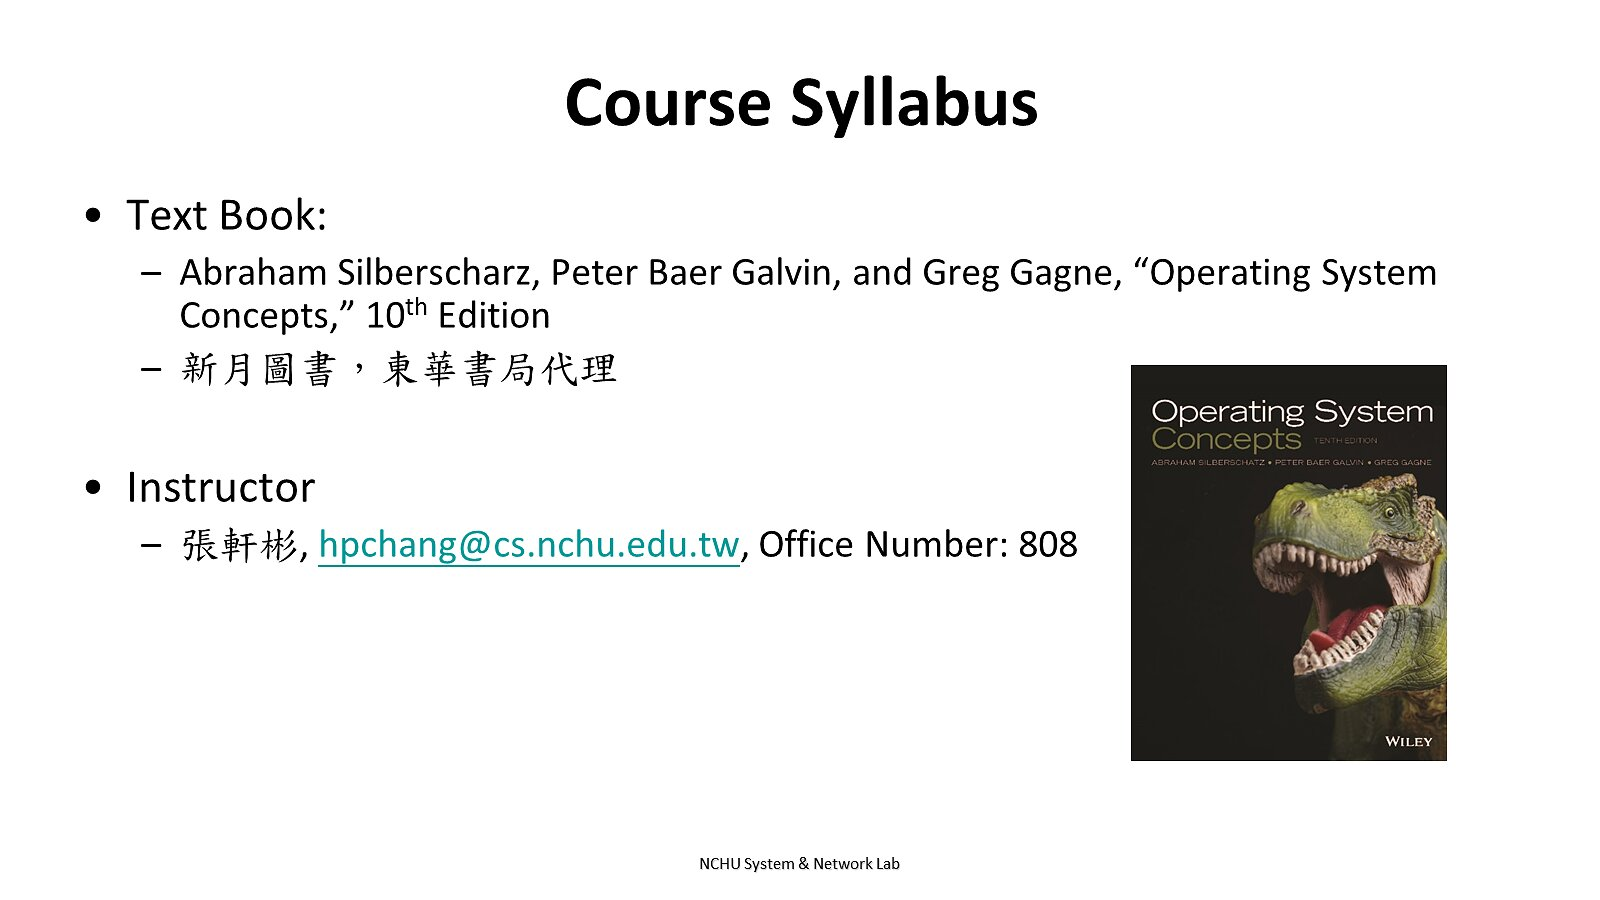 Course Syllabus
• Text Book:
– Abraham Silberscharz, Peter Baer Galvin, and Greg Gagne, “Operating System
Concepts,” 10th Edition
– 新月圖書，東華書局代理
Operating System
Concepts TENTH EDITION
ABRAHAM SILBERSCHATZ • PETER BAER GALVIN • GREG GAGNE
WILEY
• Instructor
– 張軒彬, hpchang@cs.nchu.edu.tw, Office Number: 808
NCHU System & Network Lab